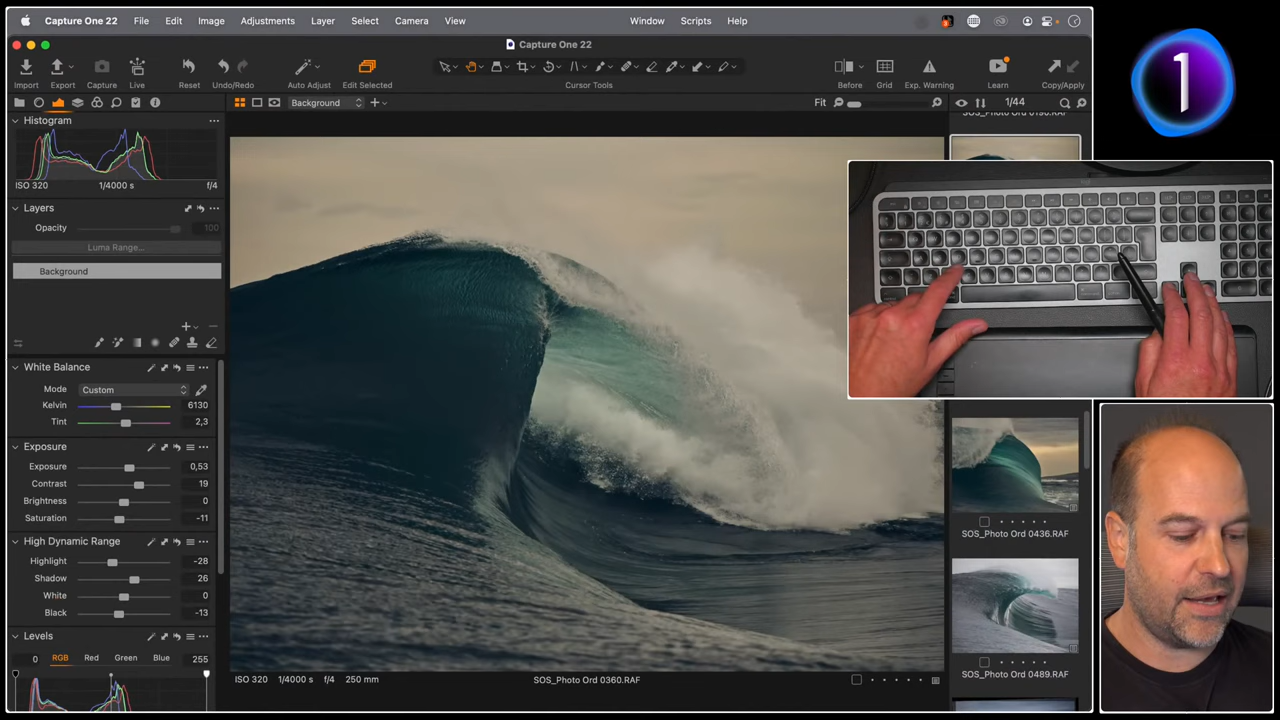 Capture One 22 File Edit Image Adjustments Layer Select Camera View Window Scripts Help
Capture One 22
Import Export Capture Live Reset Undo/Redo Auto Adjust Edit Selected Cursor Tools Before Grid Exp. Warning Learn Copy/Apply
Background Fit 1/44
SOS_Photo Ord 0196.RAF
Histogram
ISO 320 1/4000 s f/4
Layers
Opacity 100
Luma Range...
Background
White Balance
Mode Custom
Kelvin 6130
Tint 2,3
Exposure
Exposure 0,53
Contrast 19
Brightness 0
Saturation -11
High Dynamic Range
Highlight -28
Shadow 26
White 0
Black -13
Levels
0 RGB Red Green Blue 255
ISO 320 1/4000 s f/4 250 mm SOS_Photo Ord 0360.RAF
SOS_Photo Ord 0436.RAF
SOS_Photo Ord 0489.RAF
1